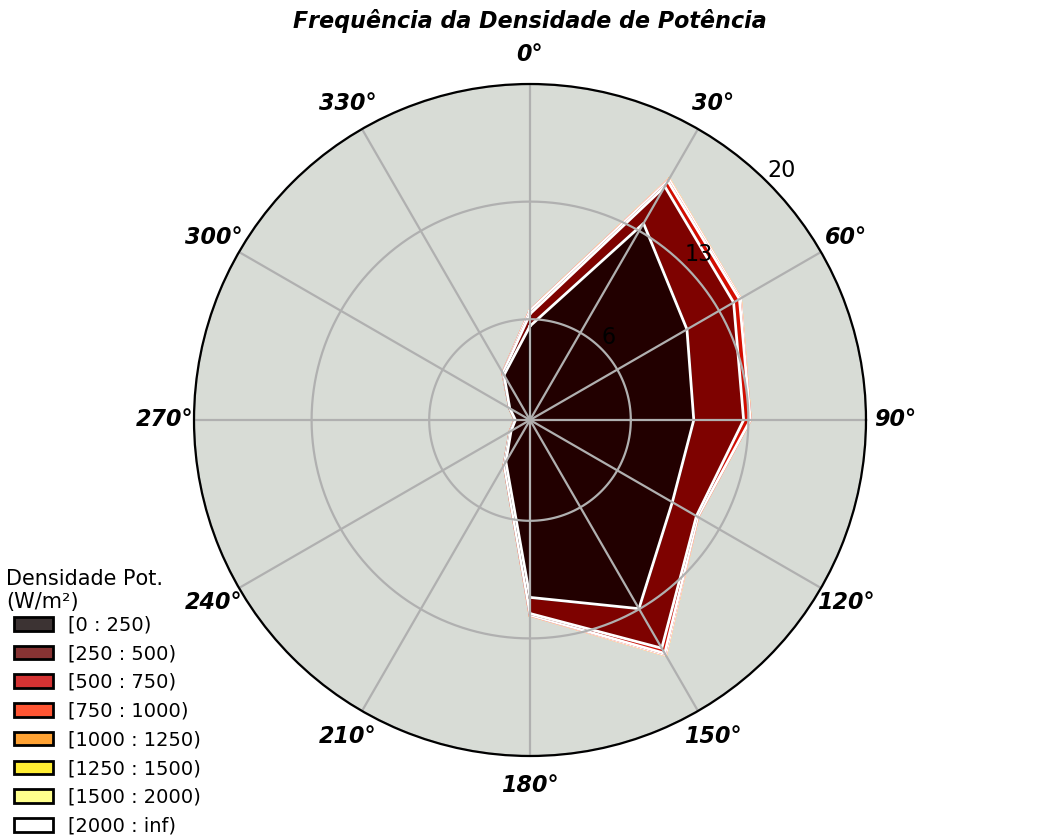 Frequência da Densidade de Potência
0°
330°
30°
20
300°
60°
13
6
270°
90°
240°
120°
210°
150°
180°
Densidade Pot.
(W/m²)
[0 : 250)
[250 : 500)
[500 : 750)
[750 : 1000)
[1000 : 1250)
[1250 : 1500)
[1500 : 2000)
[2000 : inf)